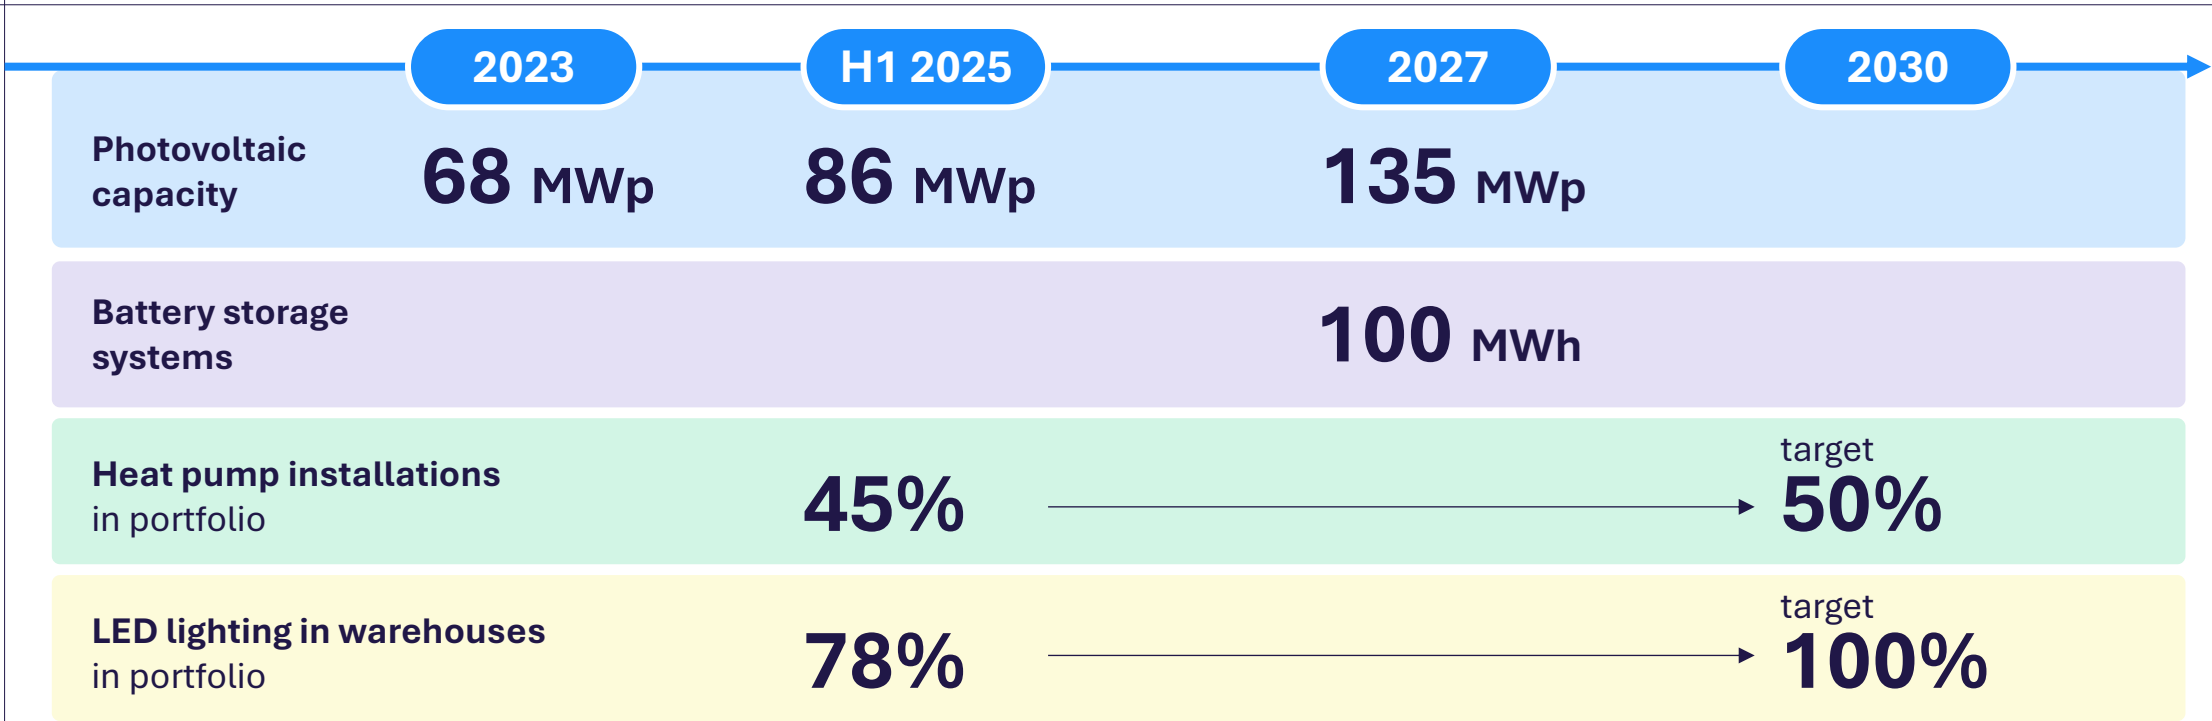 2023 H1 2025 2027 2030
Photovoltaic
capacity
68 MWp 86 MWp 135 MWp
Battery storage
systems
100 MWh
Heat pump installations
in portfolio
45%
target
50%
LED lighting in warehouses
in portfolio
78%
target
100%